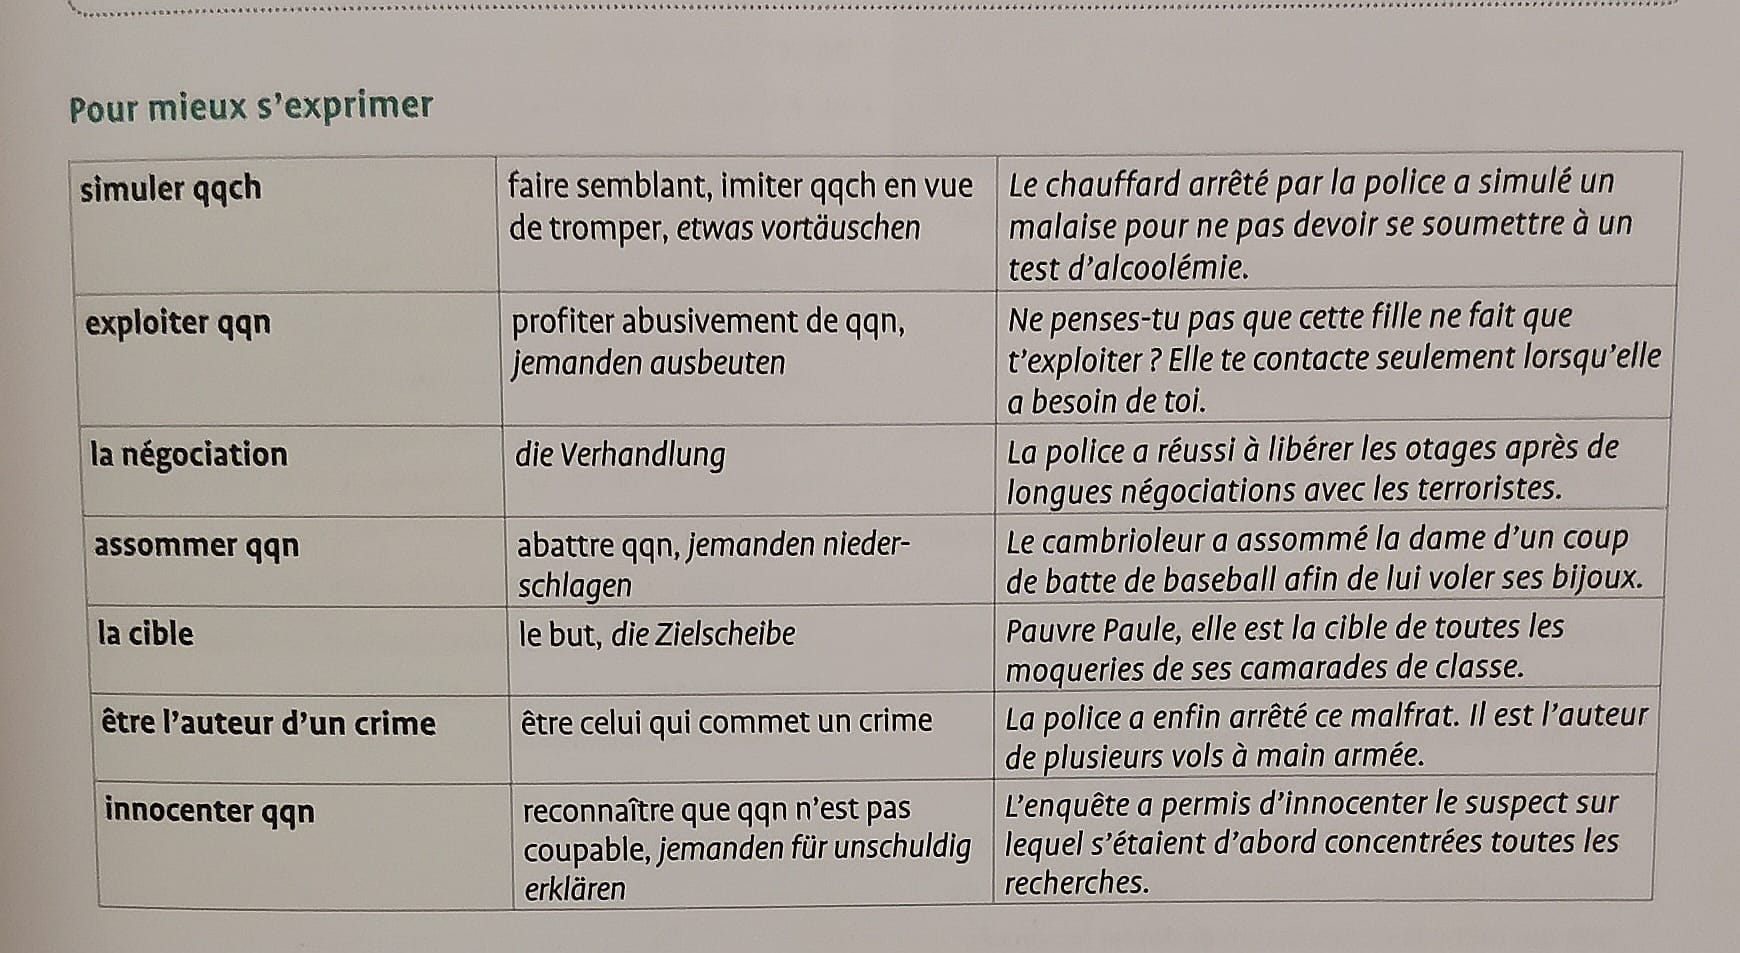 Pour mieux s'exprimer
simuler qqch
faire semblant, imiter qqch en vue
de tromper, etwas vortäuschen
Le chauffard arrêté par la police a simulé un
malaise pour ne pas devoir se soumettre à un
test d'alcoolémie.
exploiter qqn
profiter abusivement de qqn,
jemanden ausbeuten
Ne penses-tu pas que cette fille ne fait que
t'exploiter ? Elle te contacte seulement lorsqu'elle
a besoin de toi.
la négociation
die Verhandlung
La police a réussi à libérer les otages après de
longues négociations avec les terroristes.
assommer qqn
abattre qqn, jemanden nieder-
schlagen
Le cambrioleur a assommé la dame d'un coup
de batte de baseball afin de lui voler ses bijoux.
la cible
le but, die Zielscheibe
Pauvre Paule, elle est la cible de toutes les
moqueries de ses camarades de classe.
être l'auteur d'un crime
être celui qui commet un crime
La police a enfin arrêté ce malfrat. Il est l'auteur
de plusieurs vols à main armée.
innocenter qqn
reconnaître que qqn n'est pas
coupable, jemanden für unschuldig
erklären
L'enquête a permis d'innocenter le suspect sur
lequel s'étaient d'abord concentrées toutes les
recherches.